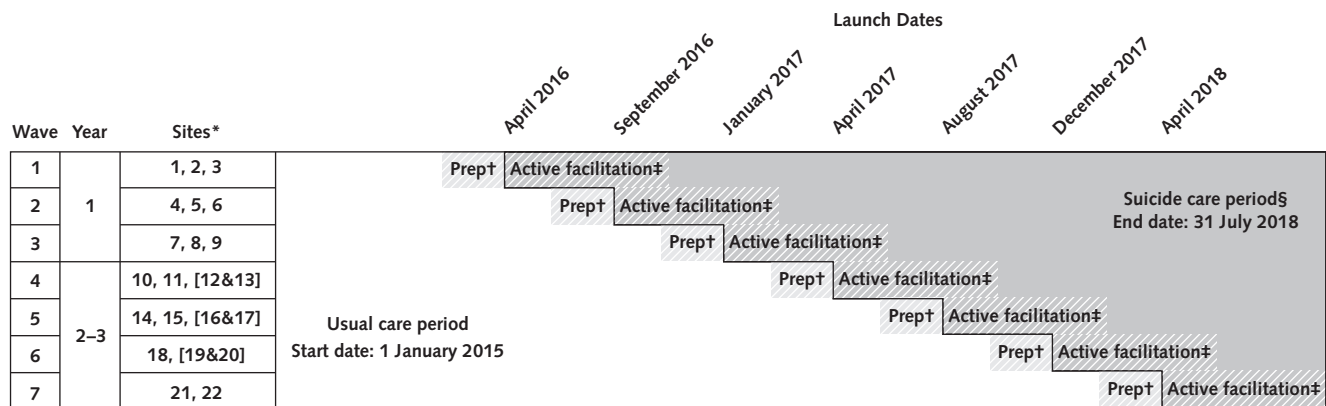 Launch Dates
April 2016
September 2016
January 2017
April 2017
August 2017
December 2017
April 2018
Wave Year Sites*
1 1 1, 2, 3 Prep† Active facilitation‡
2 4, 5, 6 Prep† Active facilitation‡
3 7, 8, 9 Prep† Active facilitation‡
Suicide care period§
End date: 31 July 2018
4 2–3 10, 11, [12&13] Prep† Active facilitation‡
5 14, 15, [16&17] Prep† Active facilitation‡
6 18, [19&20] Prep† Active facilitation‡
7 21, 22 Prep† Active facilitation‡
Usual care period
Start date: 1 January 2015